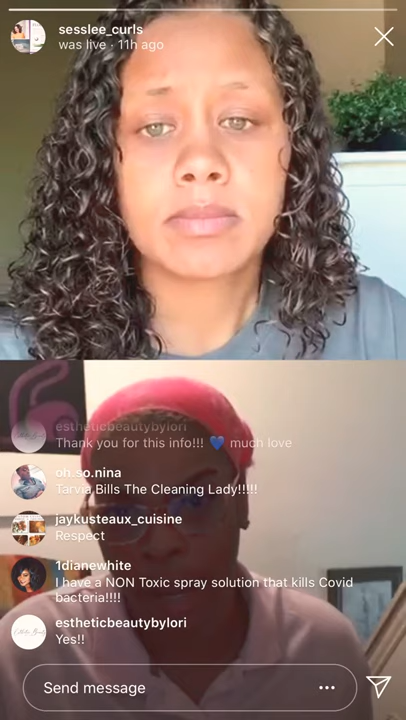 sesslee_curls
was live · 11h ago
estheticbeautybylori
Thank you for this info!!! 💙 much love
oh.so.nina
Tarvia Bills The Cleaning Lady!!!!!
jaykusteaux_cuisine
Respect
1dianewhite
I have a NON Toxic spray solution that kills Covid
bacteria!!!!
estheticbeautybylori
Yes!!
Send message